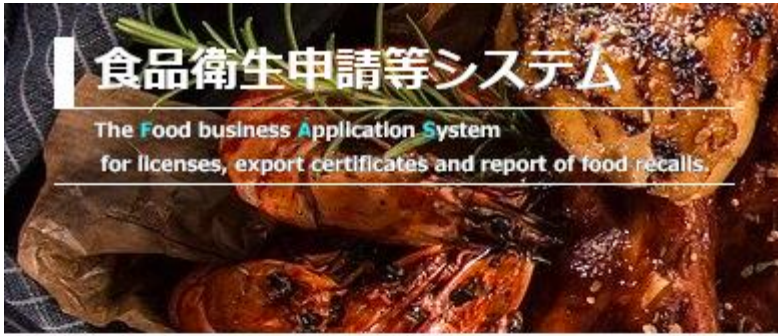 食品衛生申請等システム
The Food business Application System
for licenses, export certificates and report of food recalls.